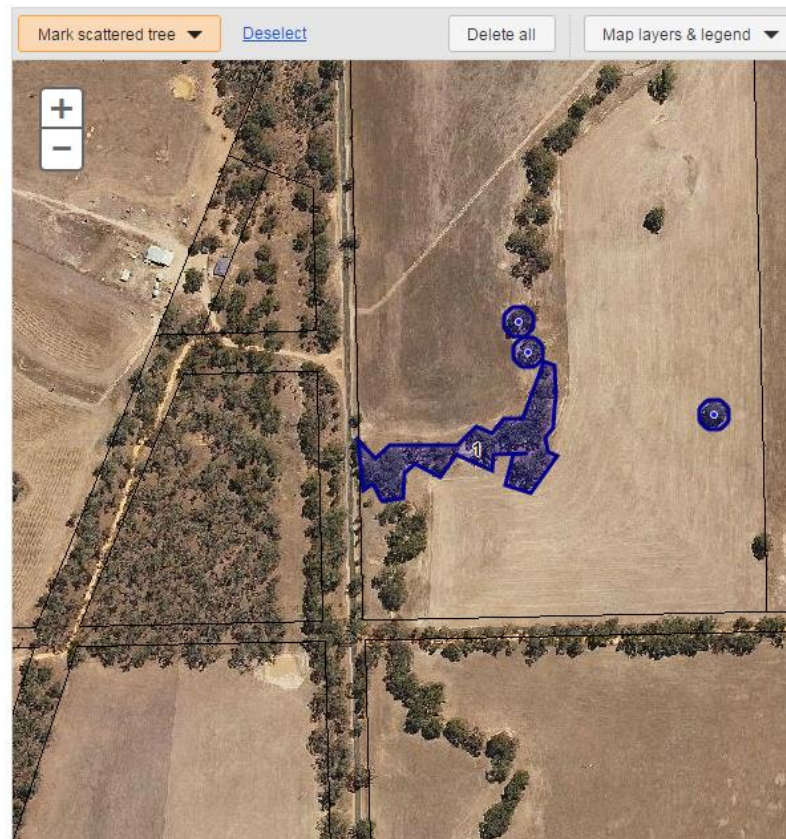 Mark scattered tree
Deselect
Delete all
Map layers & legend
+
−
1